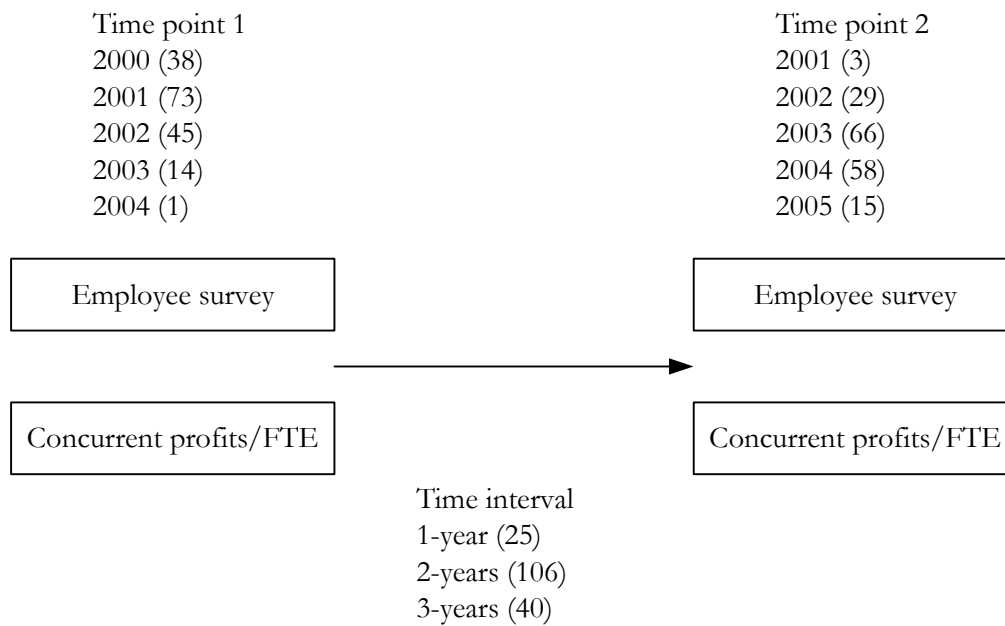 Time point 1
2000 (38)
2001 (73)
2002 (45)
2003 (14)
2004 (1)
Time point 2
2001 (3)
2002 (29)
2003 (66)
2004 (58)
2005 (15)
Employee survey
Employee survey
Concurrent profits/FTE
Concurrent profits/FTE
Time interval
1-year (25)
2-years (106)
3-years (40)